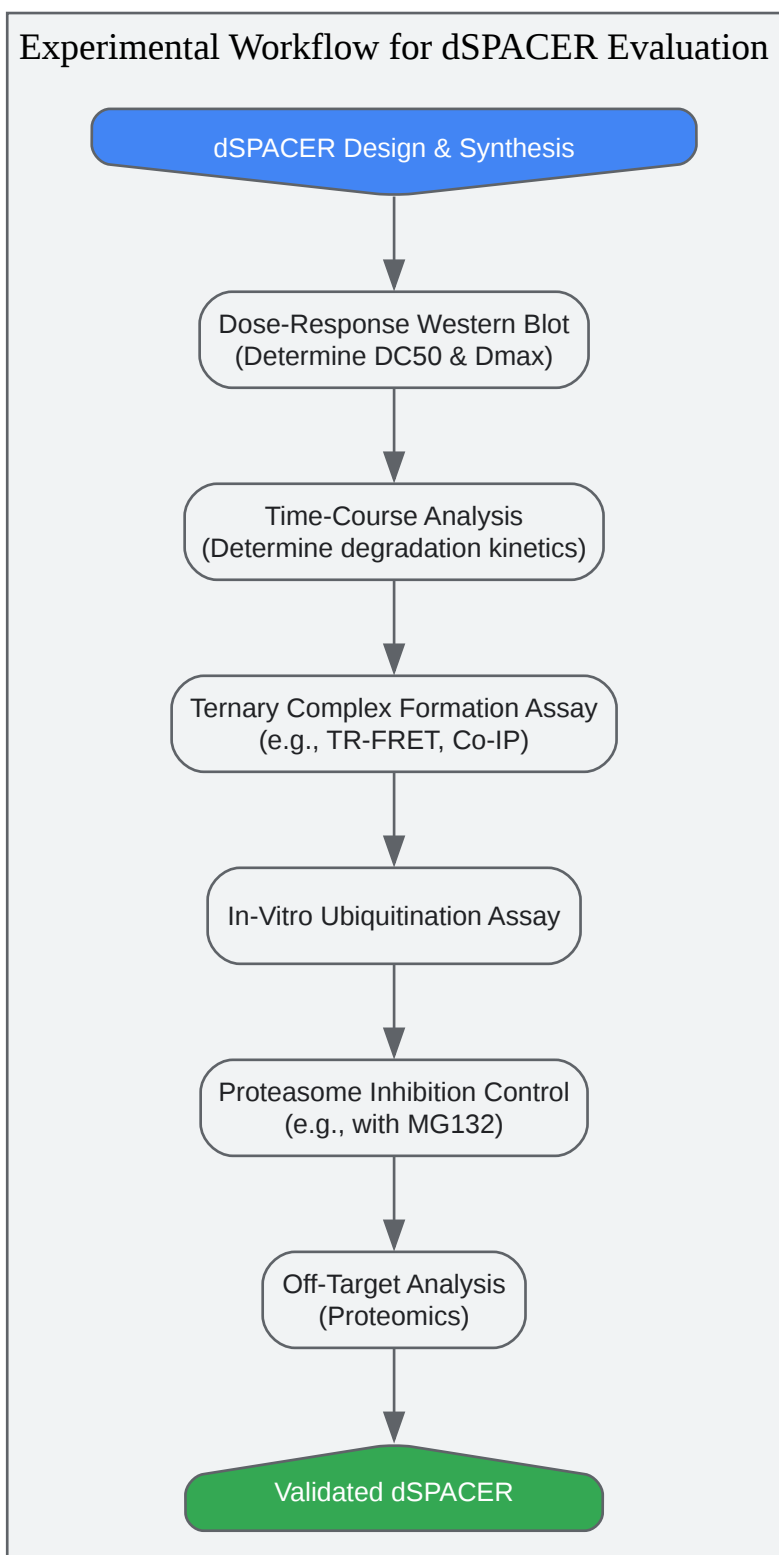 Experimental Workflow for dSPACER Evaluation
dSPACER Design & Synthesis
Dose-Response Western Blot
(Determine DC50 & Dmax)
Time-Course Analysis
(Determine degradation kinetics)
Ternary Complex Formation Assay
(e.g., TR-FRET, Co-IP)
In-Vitro Ubiquitination Assay
Proteasome Inhibition Control
(e.g., with MG132)
Off-Target Analysis
(Proteomics)
Validated dSPACER